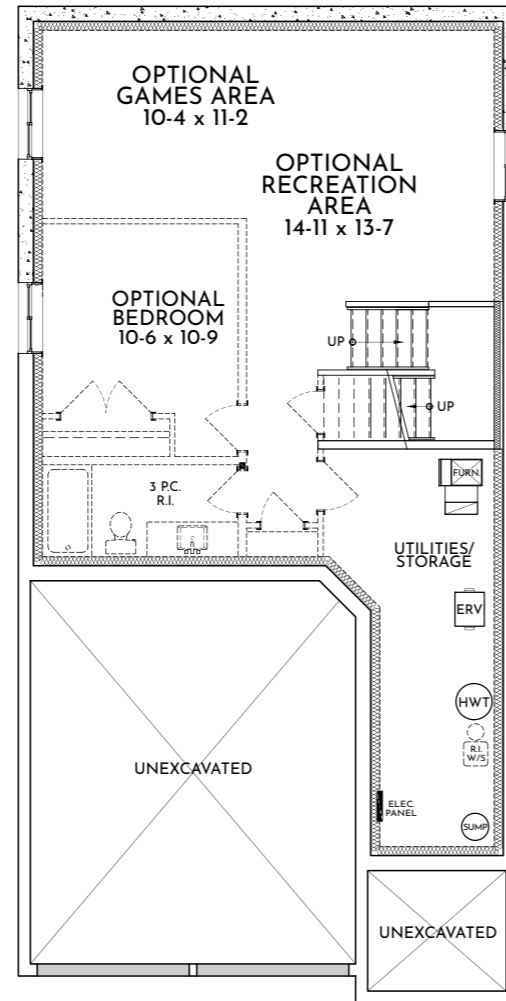 OPTIONAL
GAMES AREA
10-4 x 11-2
OPTIONAL
RECREATION
AREA
14-11 x 13-7
OPTIONAL
BEDROOM
10-6 x 10-9
UP
UP
3 P.C.
R.I.
FURN.
UTILITIES/
STORAGE
ERV
HWT
R.I.
W/S
ELEC.
PANEL
SUMP
UNEXCAVATED
UNEXCAVATED